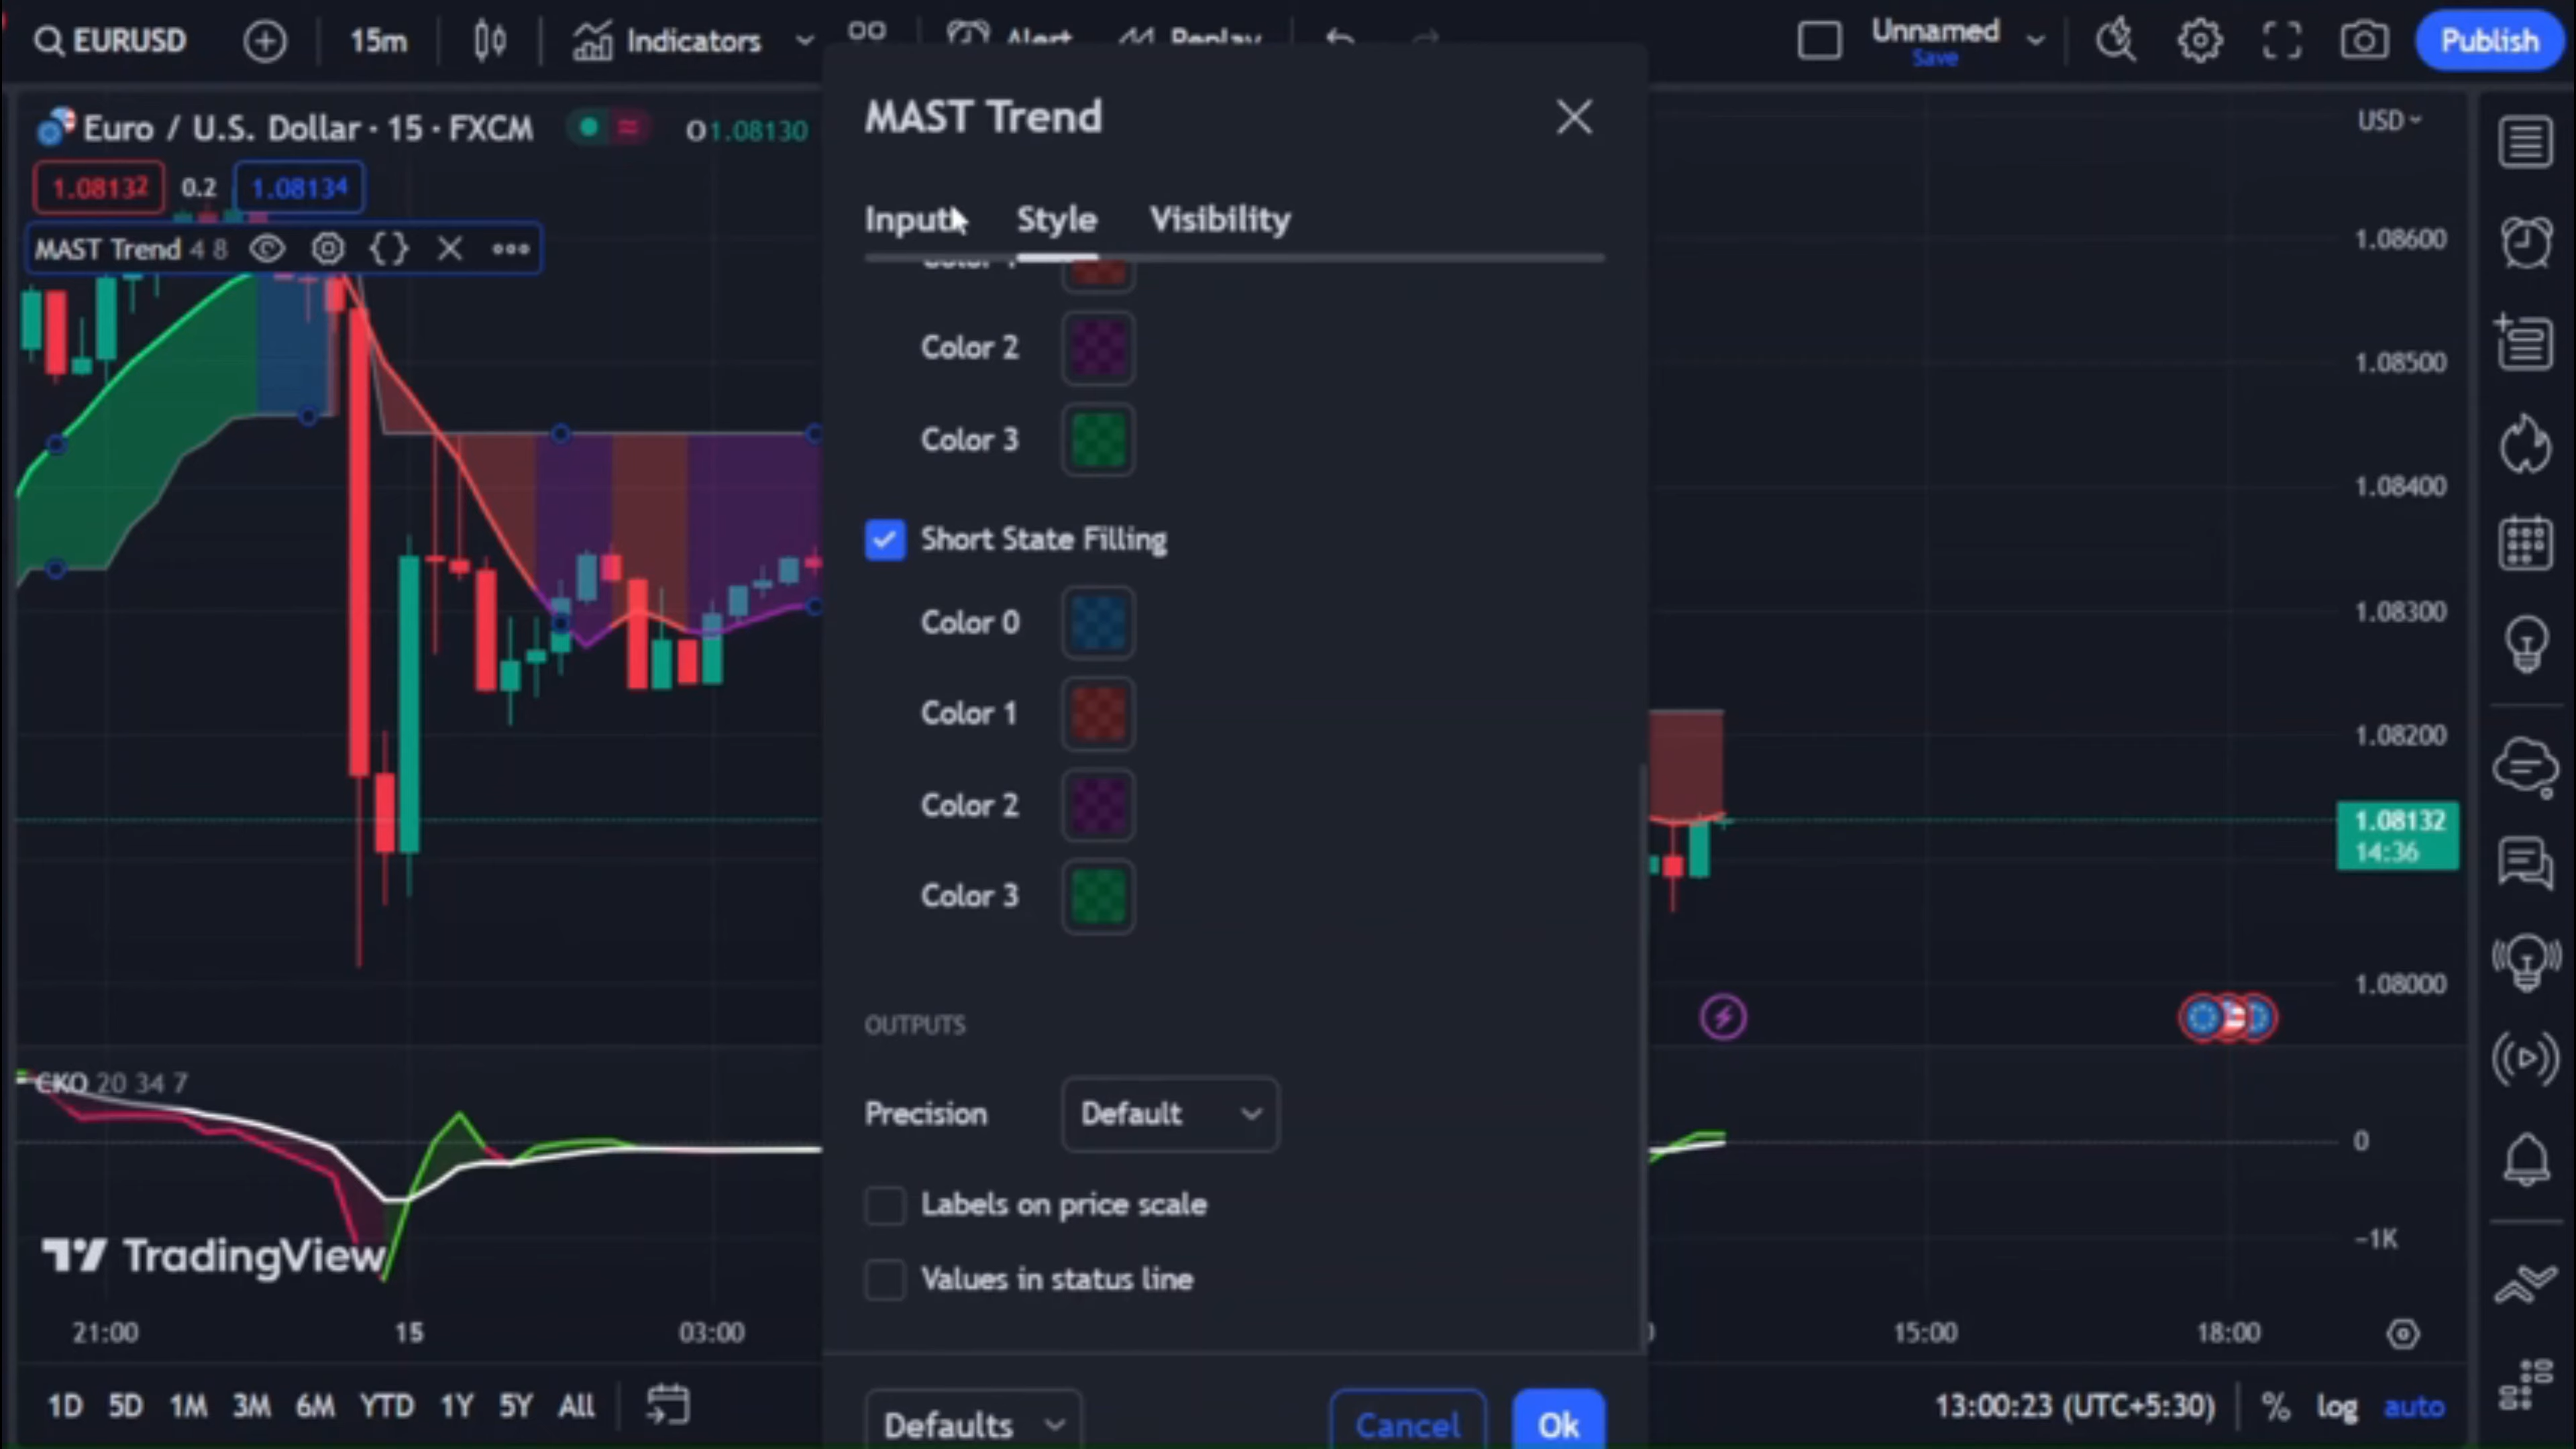 EURUSD
15m
Indicators
Alert
Replay
Unnamed
Save
Publish
Euro / U.S. Dollar · 15 · FXCM
O1.08130
USD
1.08132
0.2
1.08134
MAST Trend 4 8
MAST Trend
Inputs
Style
Visibility
Color 1
Color 2
Color 3
Short State Filling
Color 0
Color 1
Color 2
Color 3
OUTPUTS
Precision
Default
Labels on price scale
Values in status line
Defaults
Cancel
Ok
1.08600
1.08500
1.08400
1.08300
1.08200
1.08132
14:36
1.08000
CKO 20 34 7
0
−1K
TradingView
21:00
15
03:00
15:00
18:00
1D
5D
1M
3M
6M
YTD
1Y
5Y
All
13:00:23 (UTC+5:30)
%
log
auto